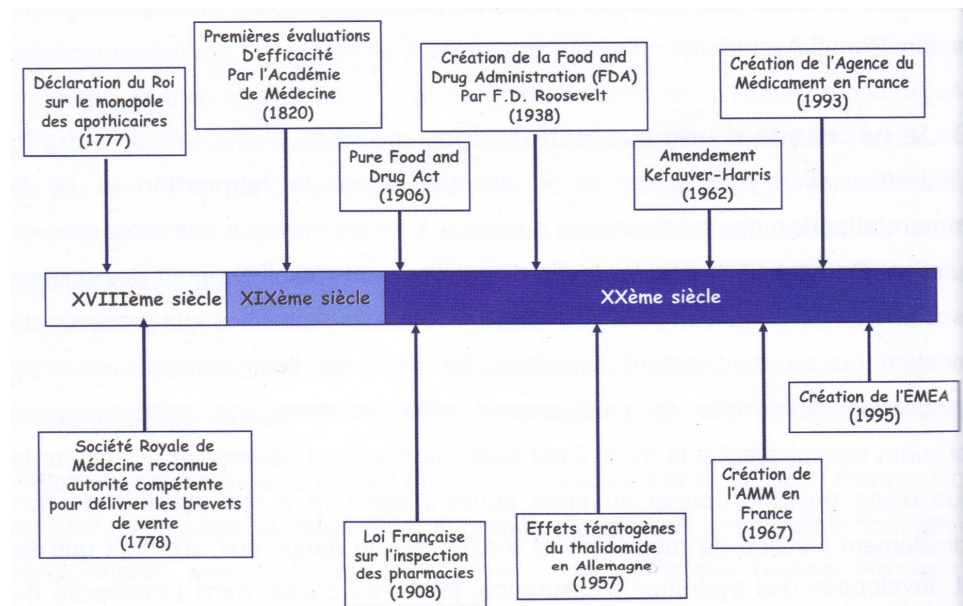 Déclaration du Roi
sur le monopole
des apothicaires
(1777)
Premières évaluations
D'efficacité
Par l'Académie
de Médecine
(1820)
Pure Food and
Drug Act
(1906)
Création de la Food and
Drug Administration (FDA)
Par F.D. Roosevelt
(1938)
Amendement
Kefauver-Harris
(1962)
Création de l'Agence du
Médicament en France
(1993)
XVIIIème siècle
XIXème siècle
XXème siècle
Société Royale de
Médecine reconnue
autorité compétente
pour délivrer les brevets
de vente
(1778)
Loi Française
sur l'inspection
des pharmacies
(1908)
Effets tératogènes
du thalidomide
en Allemagne
(1957)
Création de
l'AMM en
France
(1967)
Création de l'EMEA
(1995)